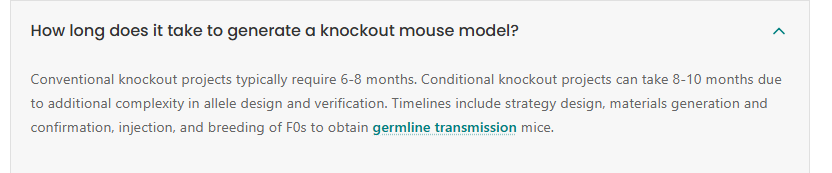 How long does it take to generate a knockout mouse model?
Conventional knockout projects typically require 6-8 months. Conditional knockout projects can take 8-10 months due
to additional complexity in allele design and verification. Timelines include strategy design, materials generation and
confirmation, injection, and breeding of F0s to obtain germline transmission mice.